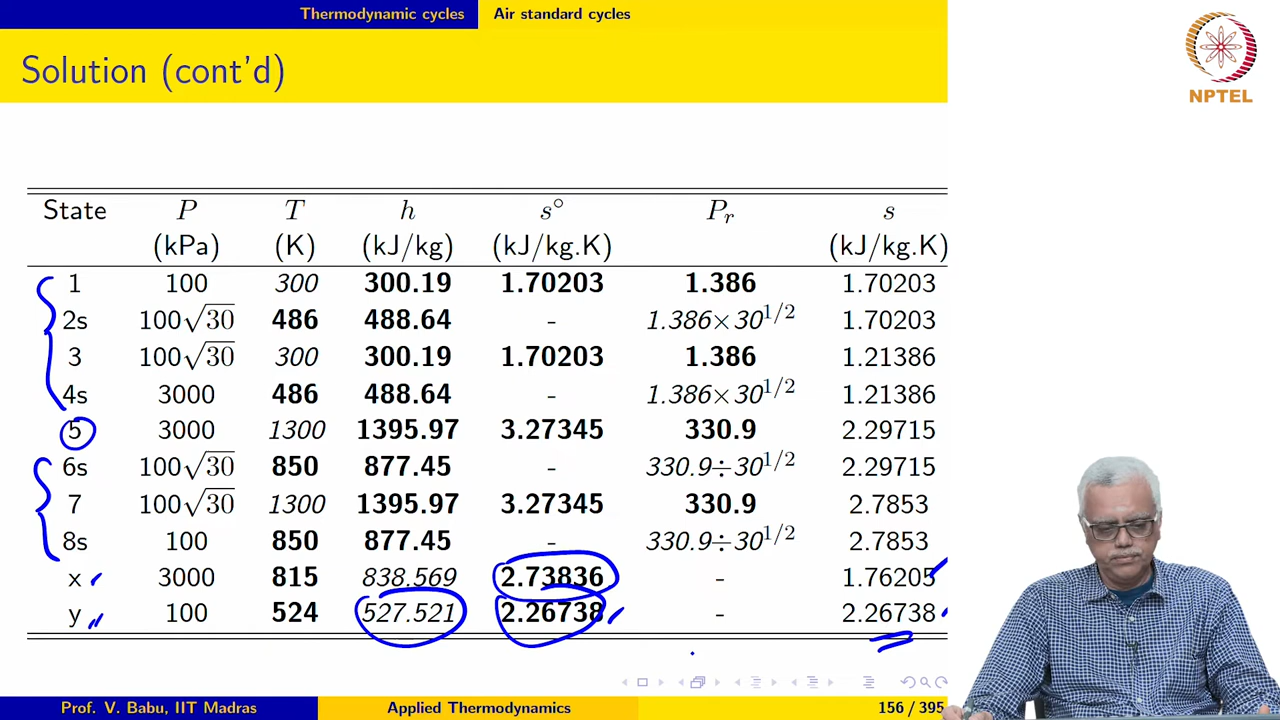 Thermodynamic cycles Air standard cycles
Solution (cont'd)
NPTEL
State P T h s° Pr s
(kPa) (K) (kJ/kg) (kJ/kg.K) (kJ/kg.K)
1 100 300 300.19 1.70203 1.386 1.70203
2s 100√30 486 488.64 - 1.386×30^1/2 1.70203
3 100√30 300 300.19 1.70203 1.386 1.21386
4s 3000 486 488.64 - 1.386×30^1/2 1.21386
5 3000 1300 1395.97 3.27345 330.9 2.29715
6s 100√30 850 877.45 - 330.9÷30^1/2 2.29715
7 100√30 1300 1395.97 3.27345 330.9 2.7853
8s 100 850 877.45 - 330.9÷30^1/2 2.7853
x 3000 815 838.569 2.73836 - 1.76205
y 100 524 527.521 2.26738 - 2.26738
Prof. V. Babu, IIT Madras Applied Thermodynamics 156 / 395